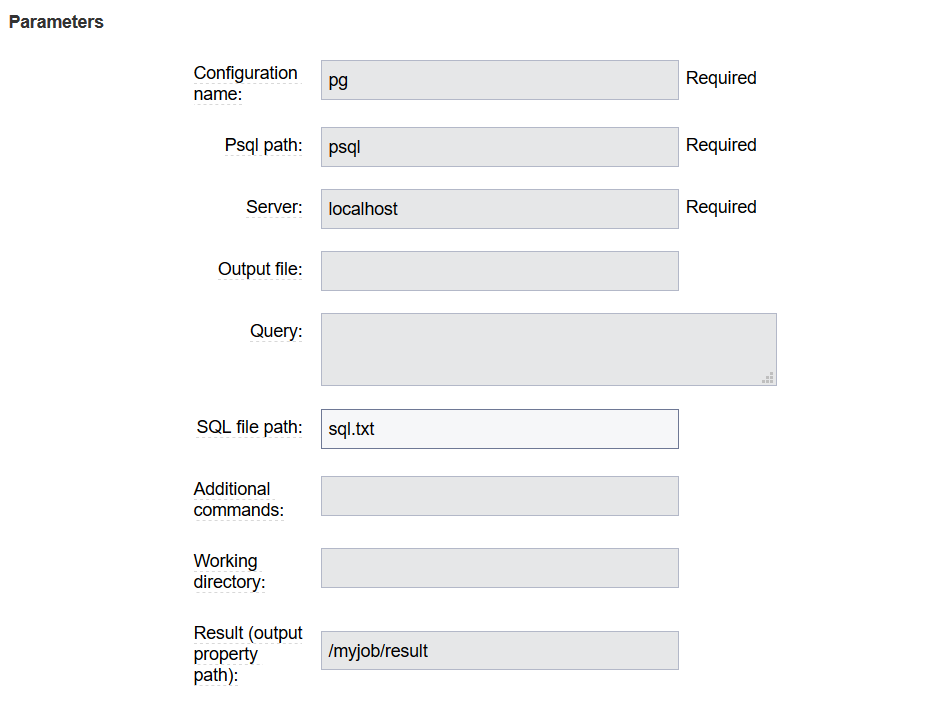 Parameters
Configuration
name:
pg
Required
Psql path:
psql
Required
Server:
localhost
Required
Output file:
Query:
SQL file path:
sql.txt
Additional
commands:
Working
directory:
Result (output
property
path):
/myjob/result